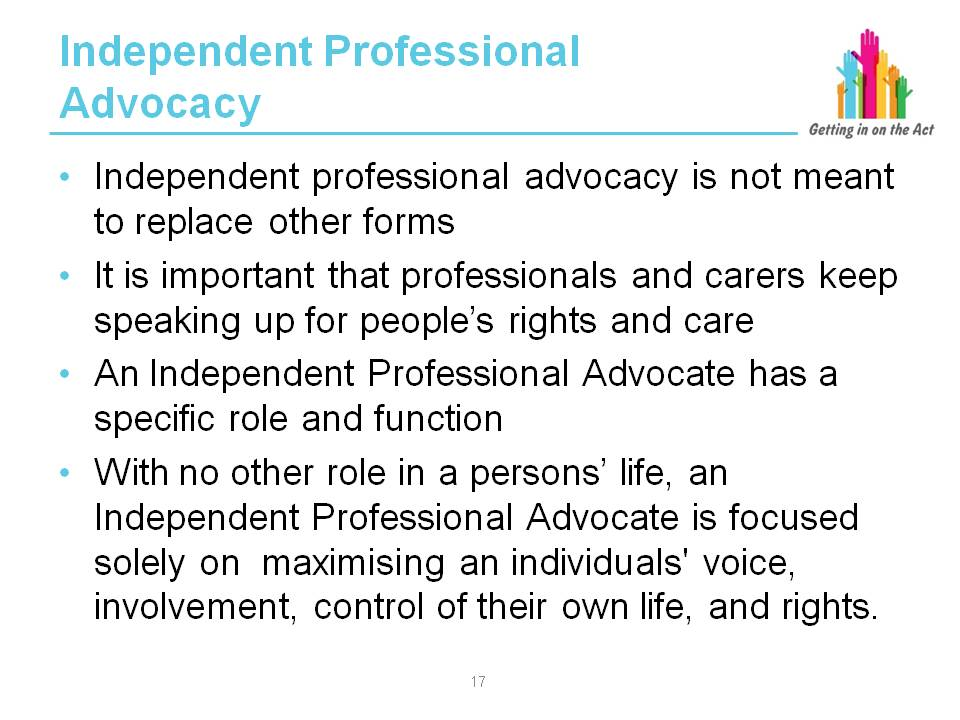 Independent Professional
Advocacy
Getting in on the Act
• Independent professional advocacy is not meant
to replace other forms
• It is important that professionals and carers keep
speaking up for people’s rights and care
• An Independent Professional Advocate has a
specific role and function
• With no other role in a persons’ life, an
Independent Professional Advocate is focused
solely on  maximising an individuals' voice,
involvement, control of their own life, and rights.
17